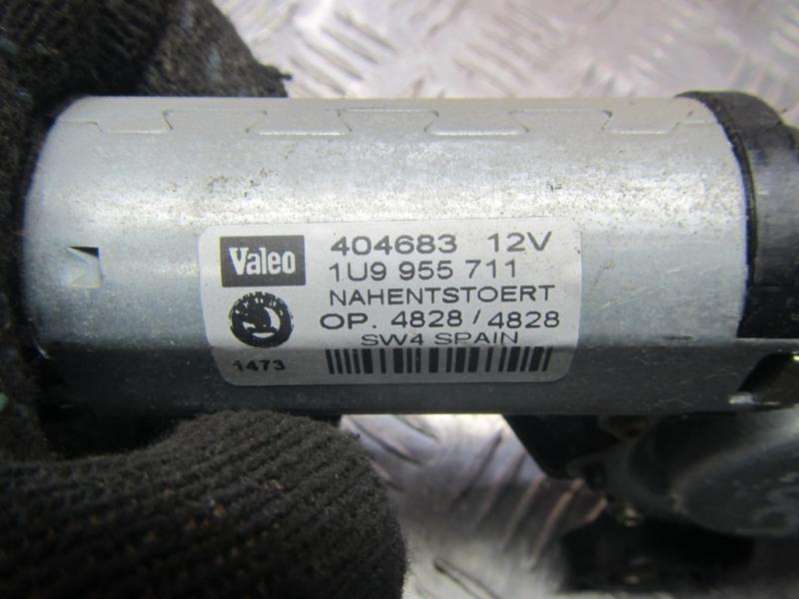 Valeo 404683 12V
1U9 955 711
NAHENTSTOERT
OP. 4828 / 4828
SW4 SPAIN
1473